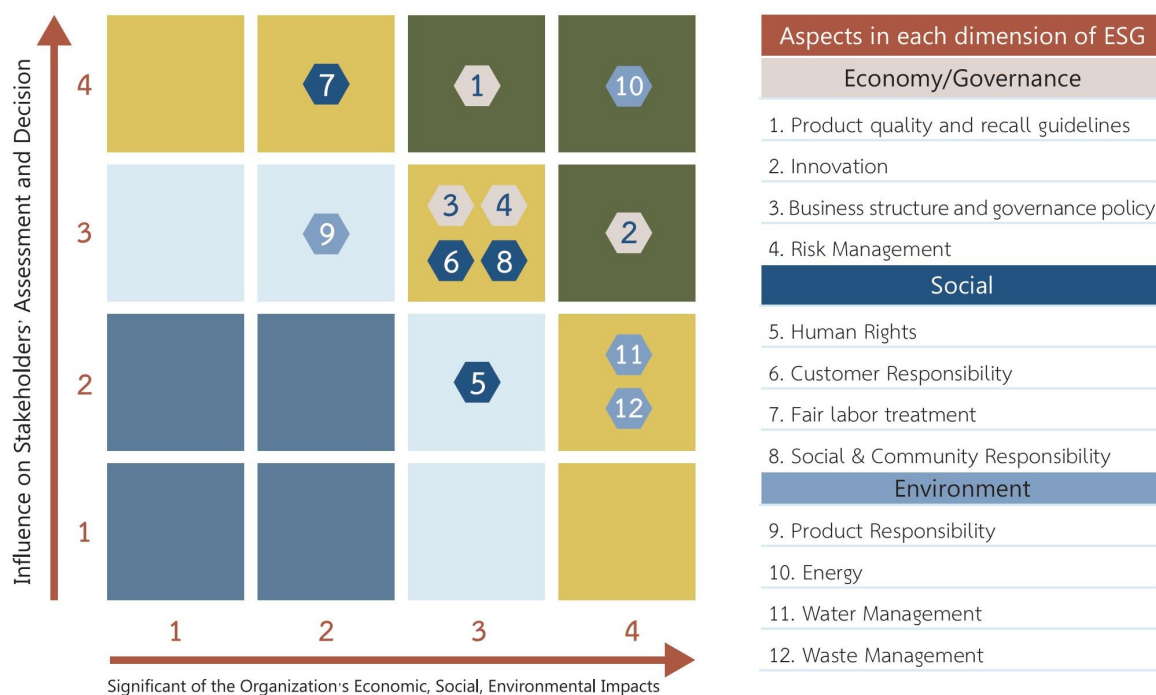 Influence on Stakeholders' Assessment and Decision
4
7
1
10
3
9
3 4
6 8
2
2
5
11
12
1
1 2 3 4
Significant of the Organization's Economic, Social, Environmental Impacts
Aspects in each dimension of ESG
Economy/Governance
1. Product quality and recall guidelines
2. Innovation
3. Business structure and governance policy
4. Risk Management
Social
5. Human Rights
6. Customer Responsibility
7. Fair labor treatment
8. Social & Community Responsibility
Environment
9. Product Responsibility
10. Energy
11. Water Management
12. Waste Management